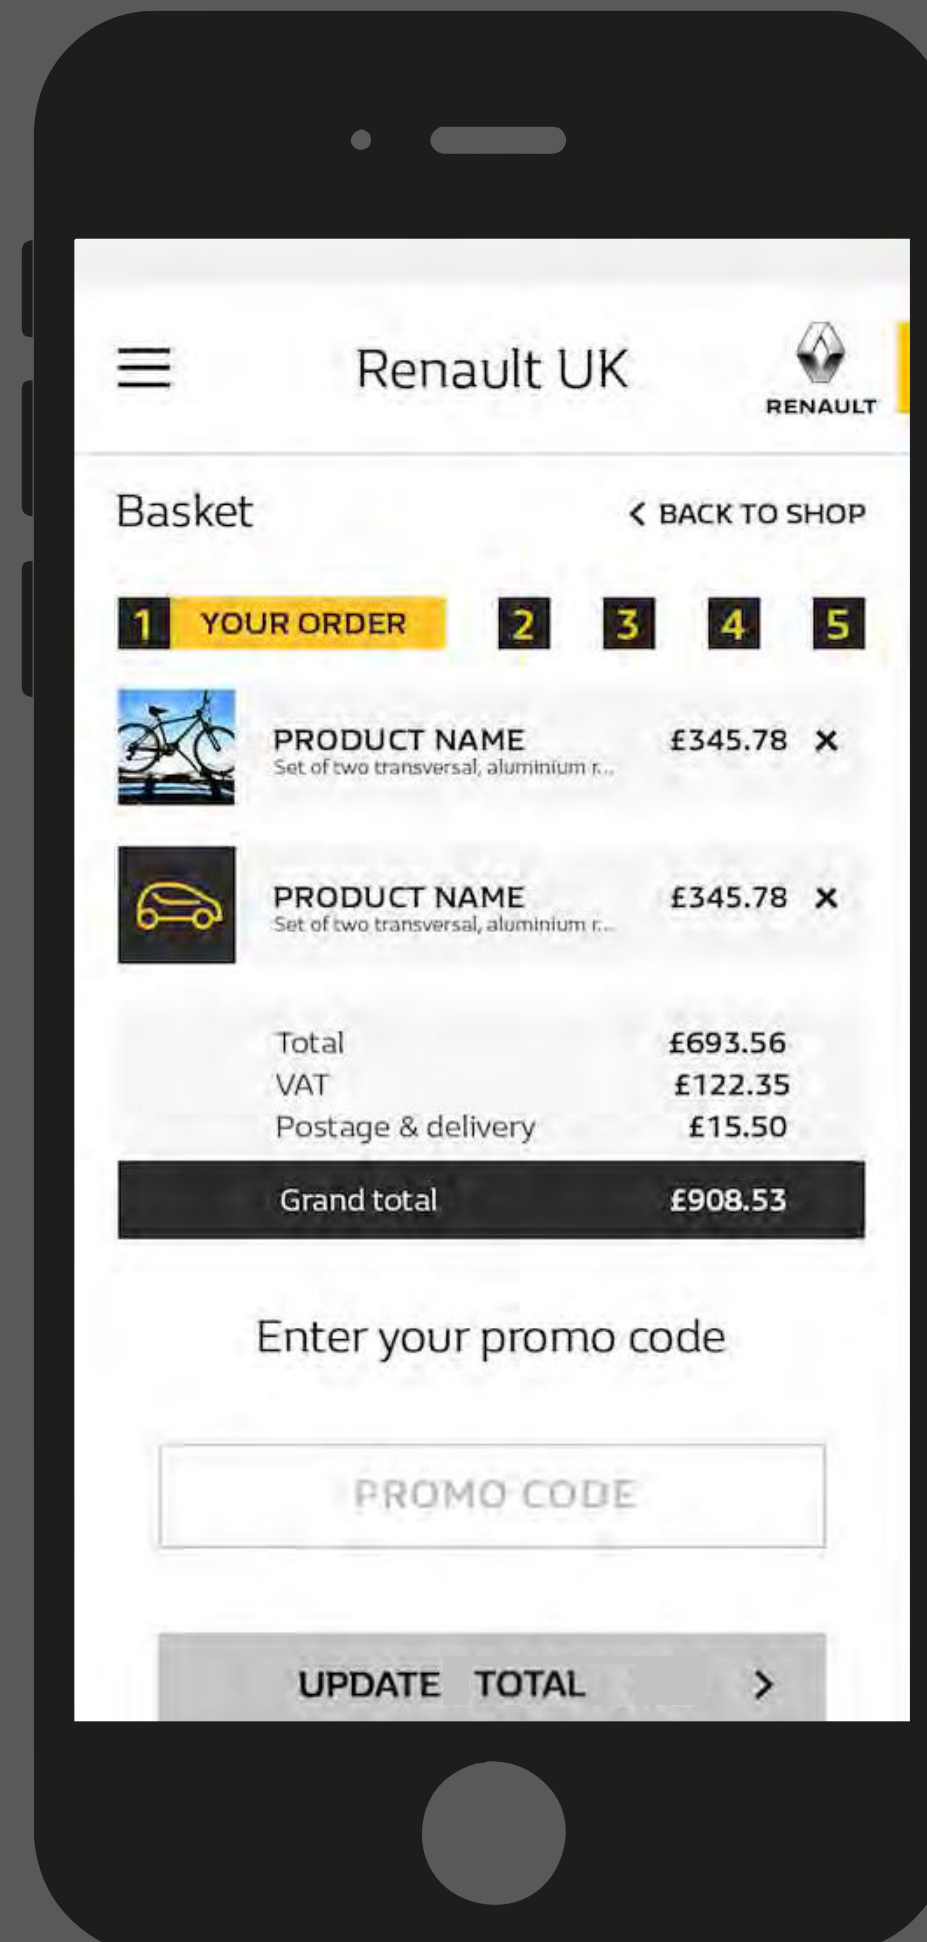 Renault UK
RENAULT
Basket
BACK TO SHOP
1 YOUR ORDER 2 3 4 5
PRODUCT NAME £345.78
Set of two transversal, aluminium r...
PRODUCT NAME £345.78
Set of two transversal, aluminium r...
Total £693.56
VAT £122.35
Postage & delivery £15.50
Grand total £908.53
Enter your promo code
PROMO CODE
UPDATE TOTAL